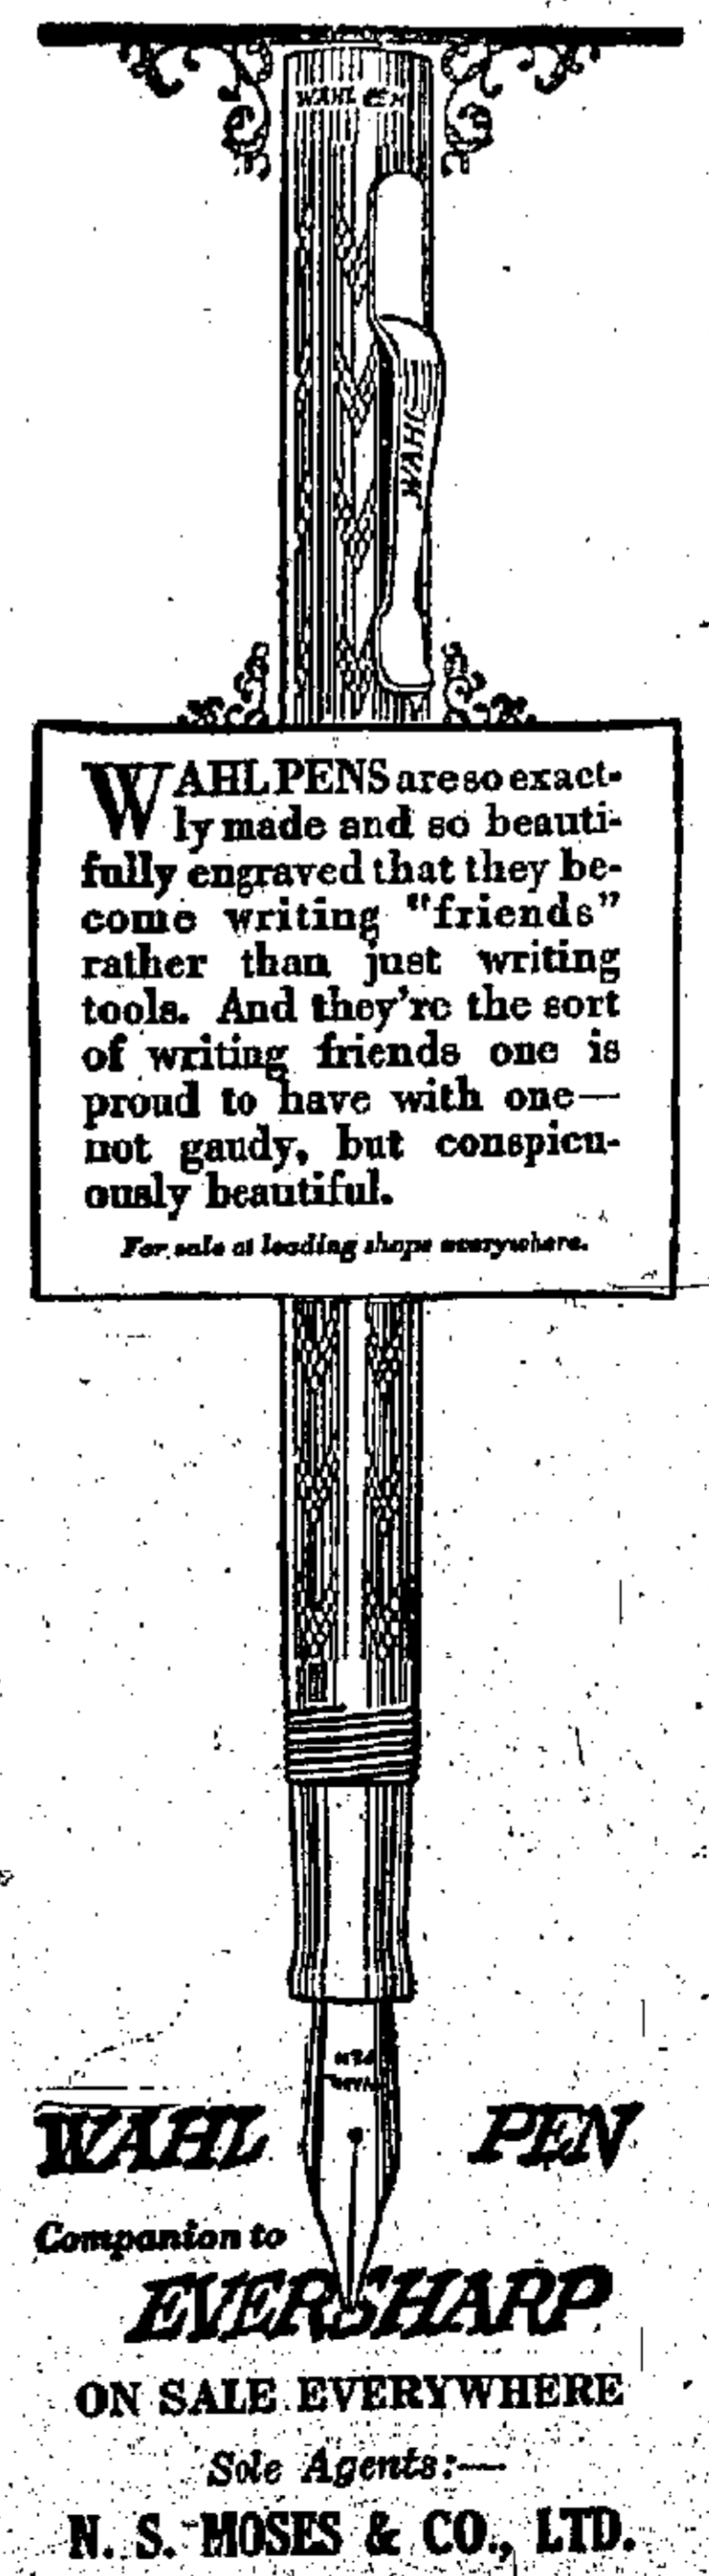 WAHL PEN
WAHL
WAHL PENS are so exact-
ly made and so beauti-
fully engraved that they be-
come writing "friends"
rather than just writing
tools. And they're the sort
of writing friends one is
proud to have with one—
not gaudy, but conspicu-
ously beautiful.
For sale at leading shops everywhere.
WAHL PEN
Companion to
EVERSHARP
ON SALE EVERYWHERE
Sole Agents:—
N. S. MOSES & CO., LTD.